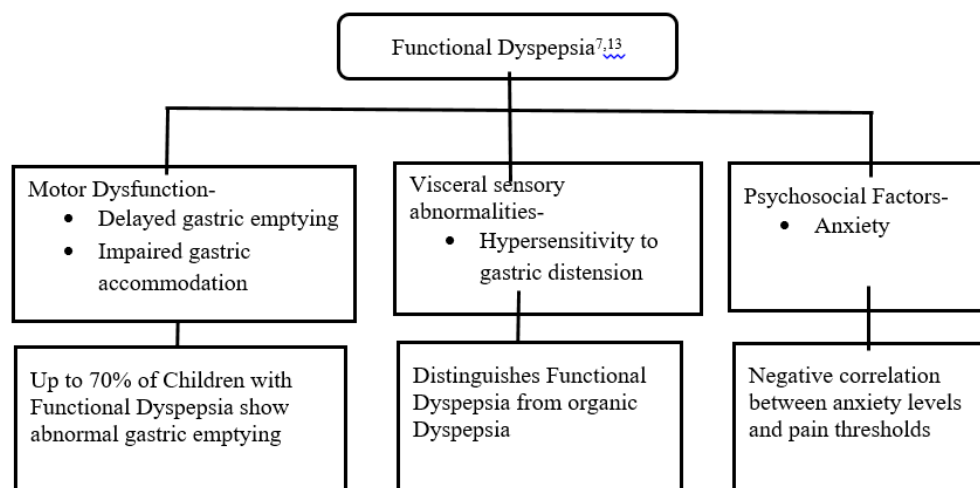 Functional Dyspepsia7,13
Motor Dysfunction-
• Delayed gastric emptying
• Impaired gastric
accommodation
Visceral sensory
abnormalities-
• Hypersensitivity to
gastric distension
Psychosocial Factors-
• Anxiety
Up to 70% of Children with
Functional Dyspepsia show
abnormal gastric emptying
Distinguishes Functional
Dyspepsia from organic
Dyspepsia
Negative correlation
between anxiety levels
and pain thresholds